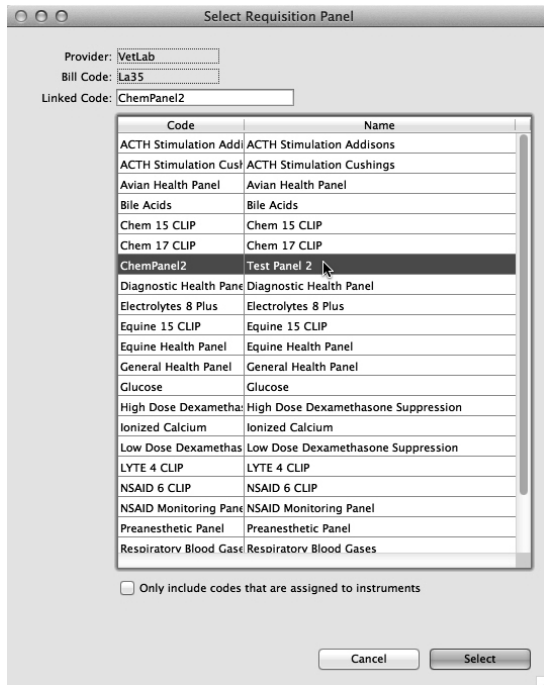 Select Requisition Panel
Provider: VetLab
Bill Code: La35
Linked Code: ChemPanel2
Code Name
ACTH Stimulation Addi ACTH Stimulation Addisons
ACTH Stimulation Cush ACTH Stimulation Cushings
Avian Health Panel Avian Health Panel
Bile Acids Bile Acids
Chem 15 CLIP Chem 15 CLIP
Chem 17 CLIP Chem 17 CLIP
ChemPanel2 Test Panel 2
Diagnostic Health Pane Diagnostic Health Panel
Electrolytes 8 Plus Electrolytes 8 Plus
Equine 15 CLIP Equine 15 CLIP
Equine Health Panel Equine Health Panel
General Health Panel General Health Panel
Glucose Glucose
High Dose Dexametha: High Dose Dexamethasone Suppression
Ionized Calcium Ionized Calcium
Low Dose Dexamethas Low Dose Dexamethasone Suppression
LYTE 4 CLIP LYTE 4 CLIP
NSAID 6 CLIP NSAID 6 CLIP
NSAID Monitoring Pane NSAID Monitoring Panel
Preanesthetic Panel Preanesthetic Panel
Respiratory Blood Gase Respiratory Blood Gases
Only include codes that are assigned to instruments
Cancel Select